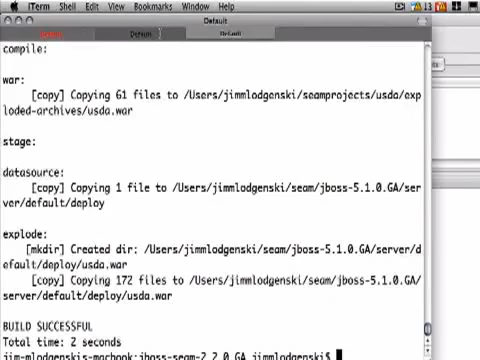 iTerm Shell Edit View Bookmarks Window Help
Default
Default Default
compile:
war:
[copy] Copying 61 files to /Users/jimmlodgenski/seamprojects/usda/exp
loded-archives/usda.war
stage:
datasource:
[copy] Copying 1 file to /Users/jimmlodgenski/seam/jboss-5.1.0.GA/ser
ver/default/deploy
explode:
[mkdir] Created dir: /Users/jimmlodgenski/seam/jboss-5.1.0.GA/server/d
efault/deploy/usda.war
[copy] Copying 172 files to /Users/jimmlodgenski/seam/jboss-5.1.0.GA/
server/default/deploy/usda.war
BUILD SUCCESSFUL
Total time: 2 seconds
jim-mlodgenskis-macbook:jboss-seam-2.2.0.GA jimmlodgenski$